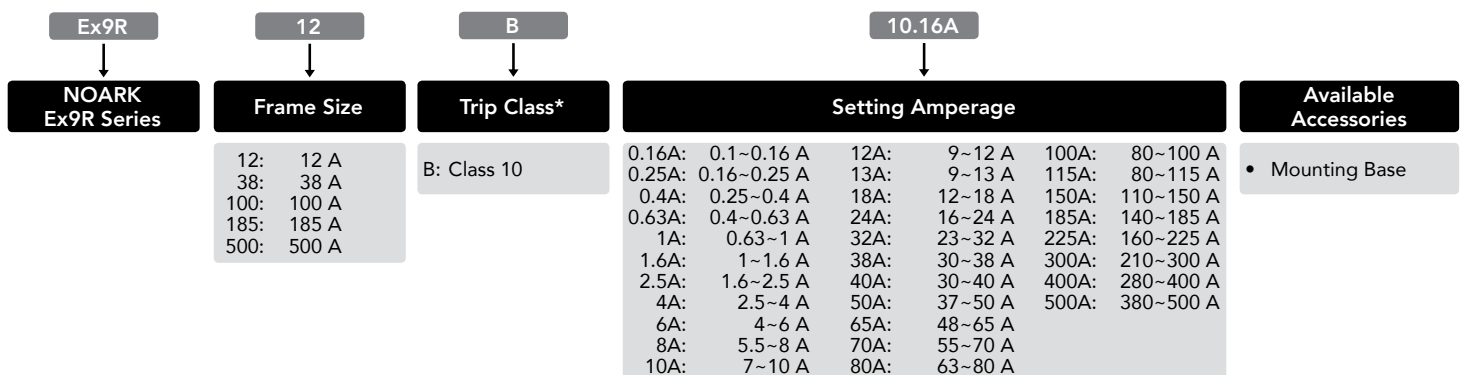 Ex9R 12 B 10.16A
NOARK
Ex9R Series
Frame Size
Trip Class*
Setting Amperage
Available
Accessories
12: 12 A
38: 38 A
100: 100 A
185: 185 A
500: 500 A
B: Class 10
0.16A: 0.1~0.16 A 12A: 9~12 A 100A: 80~100 A
0.25A: 0.16~0.25 A 13A: 9~13 A 115A: 80~115 A
0.4A: 0.25~0.4 A 18A: 12~18 A 150A: 110~150 A
0.63A: 0.4~0.63 A 24A: 16~24 A 185A: 140~185 A
1A: 0.63~1 A 32A: 23~32 A 225A: 160~225 A
1.6A: 1~1.6 A 38A: 30~38 A 300A: 210~300 A
2.5A: 1.6~2.5 A 40A: 30~40 A 400A: 280~400 A
4A: 2.5~4 A 50A: 37~50 A 500A: 380~500 A
6A: 4~6 A 65A: 48~65 A
8A: 5.5~8 A 70A: 55~70 A
10A: 7~10 A 80A: 63~80 A
• Mounting Base